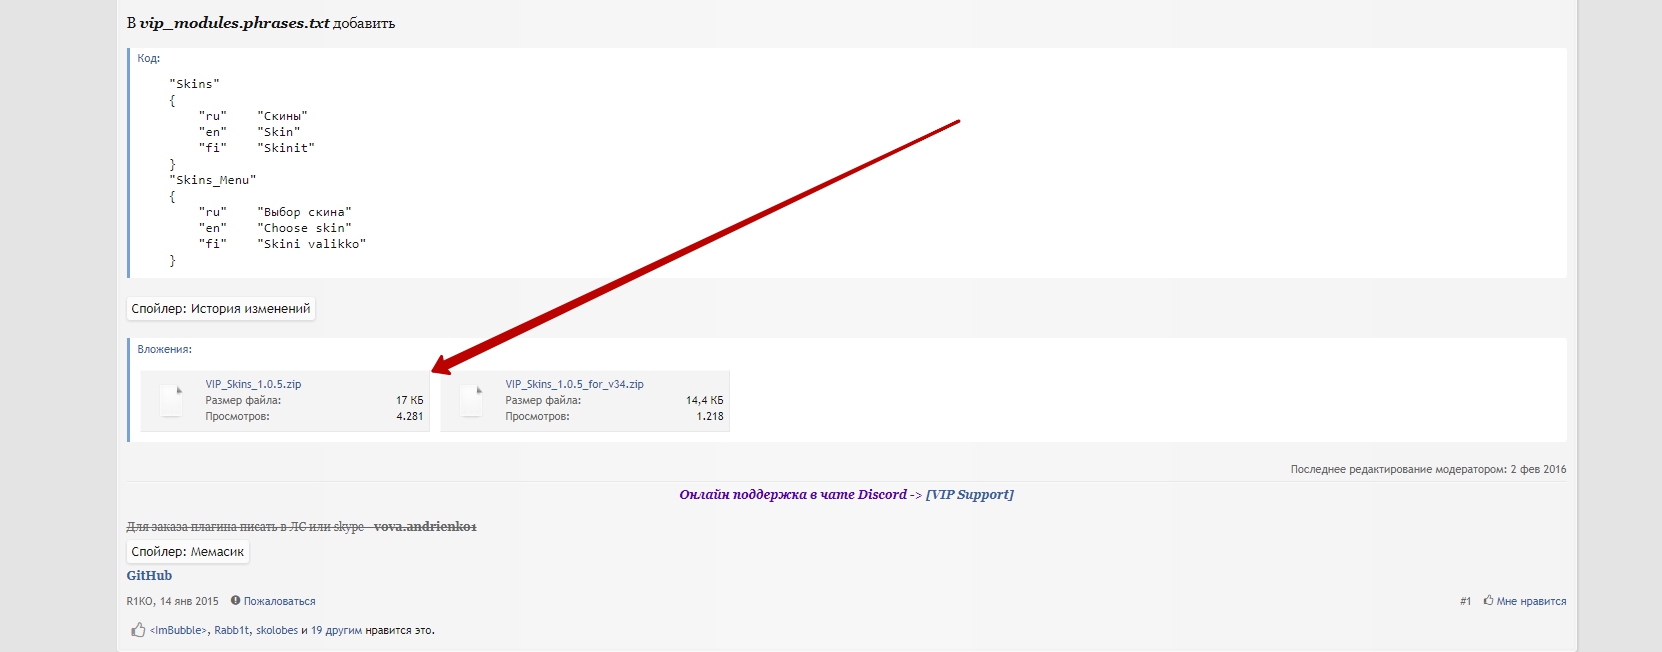 В vip_modules.phrases.txt добавить
Код:
"Skins"
{
"ru" "Скины"
"en" "Skin"
"fi" "Skinit"
}
"Skins_Menu"
{
"ru" "Выбор скина"
"en" "Choose skin"
"fi" "Skini valikko"
}
Спойлер: История изменений
Вложения:
VIP_Skins_1.0.5.zip
Размер файла: 17 КБ
Просмотров: 4.281
VIP_Skins_1.0.5_for_v34.zip
Размер файла: 14,4 КБ
Просмотров: 1.218
Последнее редактирование модератором: 2 фев 2016
Онлайн поддержка в чате Discord -> [VIP Support]
Для заказа плагина писать в ЛС или skype - vova.andrienko1
Спойлер: Мемасик
GitHub
R1KO, 14 янв 2015 Пожаловаться #1 Мне нравится
<ImBubble>, Rabb1t, skolobes и 19 другим нравится это.